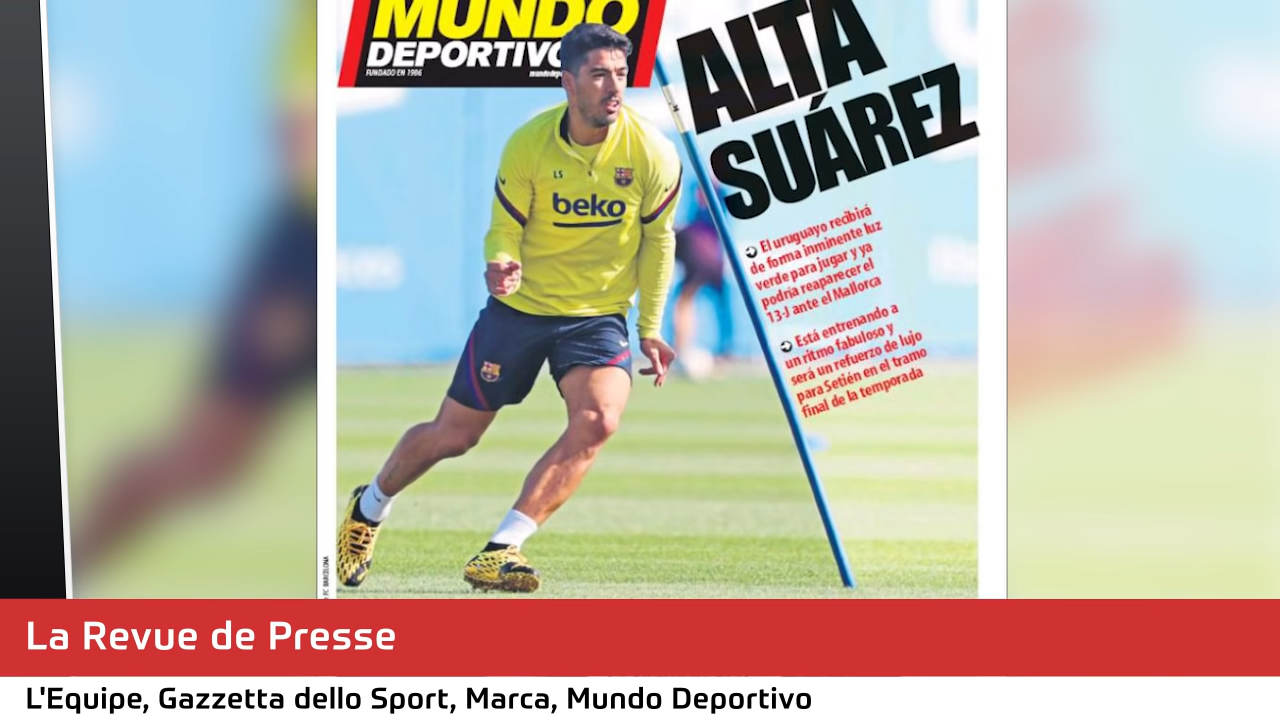 MUNDO
DEPORTIVO
FUNDADO EN 1906
ALTA
SUÁREZ
LS
beko
El uruguayo recibirá
de forma inminente luz
verde para jugar y ya
podría reaparecer el
13-J ante el Mallorca
Está entrenando a
un ritmo fabuloso y
será un refuerzo de lujo
para Setién en el tramo
final de la temporada
FC BARCELONA
La Revue de Presse
L'Equipe, Gazzetta dello Sport, Marca, Mundo Deportivo